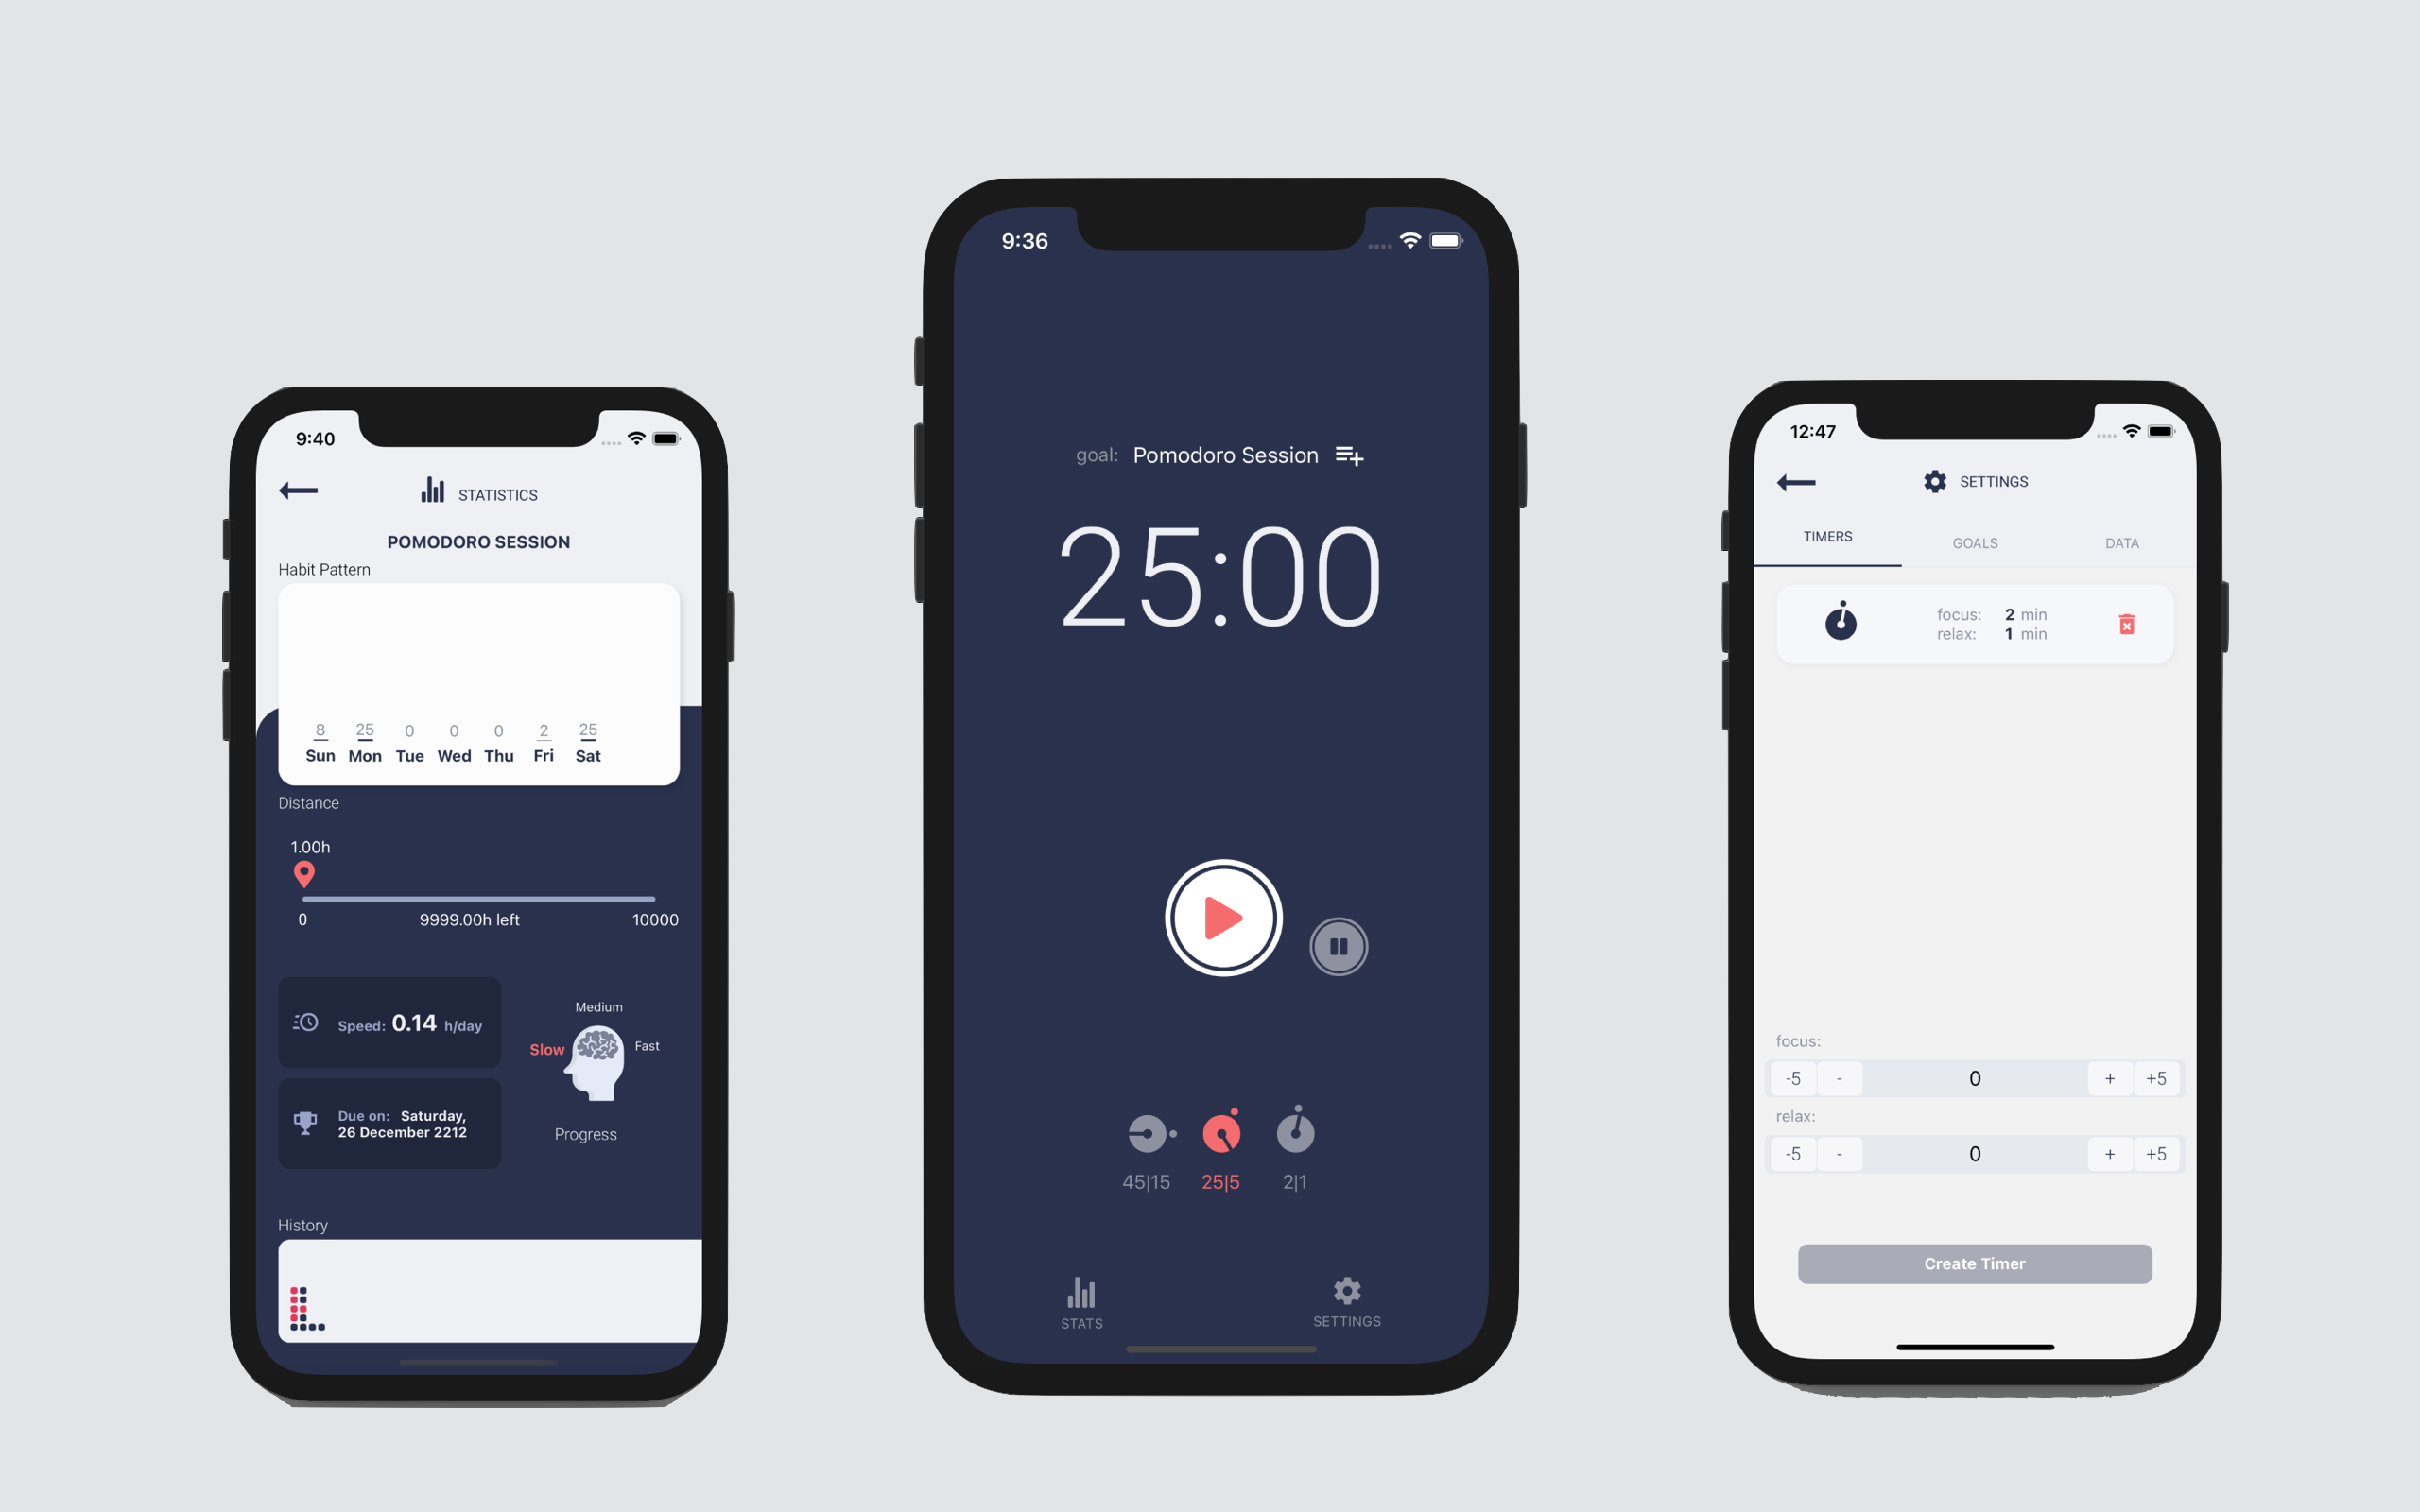 9:40
STATISTICS
POMODORO SESSION
Habit Pattern
8 25 0 0 0 2 25
Sun Mon Tue Wed Thu Fri Sat
Distance
1.00h
0 9999.00h left 10000
Speed: 0.14 h/day
Due on: Saturday,
26 December 2212
Medium
Slow Fast
Progress
History
9:36
goal: Pomodoro Session
25:00
45|15 25|5 2|1
STATS SETTINGS
12:47
SETTINGS
TIMERS GOALS DATA
focus: 2 min
relax: 1 min
focus:
-5 - 0 + +5
relax:
-5 - 0 + +5
Create Timer